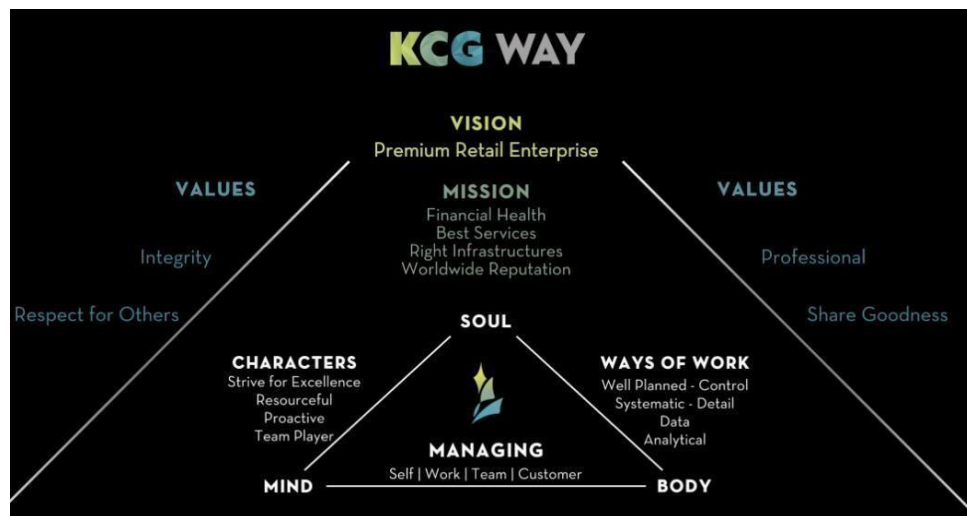 KCG WAY
VISION
Premium Retail Enterprise
VALUES
MISSION
VALUES
Financial Health
Best Services
Right Infrastructures
Worldwide Reputation
Integrity
Professional
Respect for Others
Share Goodness
SOUL
CHARACTERS
Strive for Excellence
Resourceful
Proactive
Team Player
WAYS OF WORK
Well Planned - Control
Systematic - Detail
Data
Analytical
MANAGING
Self | Work | Team | Customer
MIND
BODY